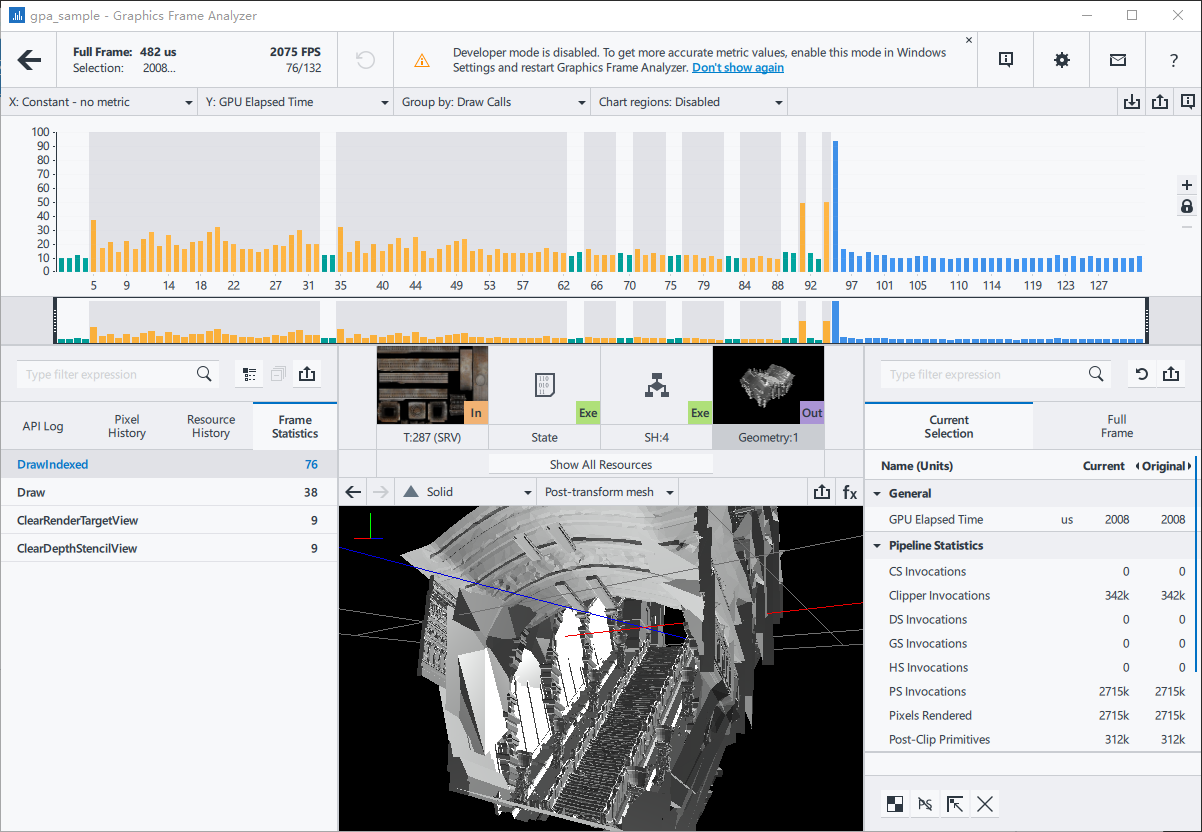 gpa_sample - Graphics Frame Analyzer
Full Frame: 482 us 2075 FPS
Selection: 2008... 76/132
Developer mode is disabled. To get more accurate metric values, enable this mode in Windows
Settings and restart Graphics Frame Analyzer. Don't show again
X: Constant - no metric
Y: GPU Elapsed Time
Group by: Draw Calls
Chart regions: Disabled
100
90
80
70
60
50
40
30
20
10
0
5 9 14 18 22 27 31 35 40 44 49 53 57 62 66 70 75 79 84 88 92 97 101 105 110 114 119 123 127
Type filter expression
API Log
Pixel
History
Resource
History
Frame
Statistics
DrawIndexed 76
Draw 38
ClearRenderTargetView 9
ClearDepthStencilView 9
In
T:287 (SRV)
110
010
11
Exe
State
Exe
SH:4
Out
Geometry:1
Show All Resources
Solid
Post-transform mesh
fx
Type filter expression
Current
Selection
Full
Frame
Name (Units) Current Original
General
GPU Elapsed Time us 2008 2008
Pipeline Statistics
CS Invocations 0 0
Clipper Invocations 342k 342k
DS Invocations 0 0
GS Invocations 0 0
HS Invocations 0 0
PS Invocations 2715k 2715k
Pixels Rendered 2715k 2715k
Post-Clip Primitives 312k 312k
PS